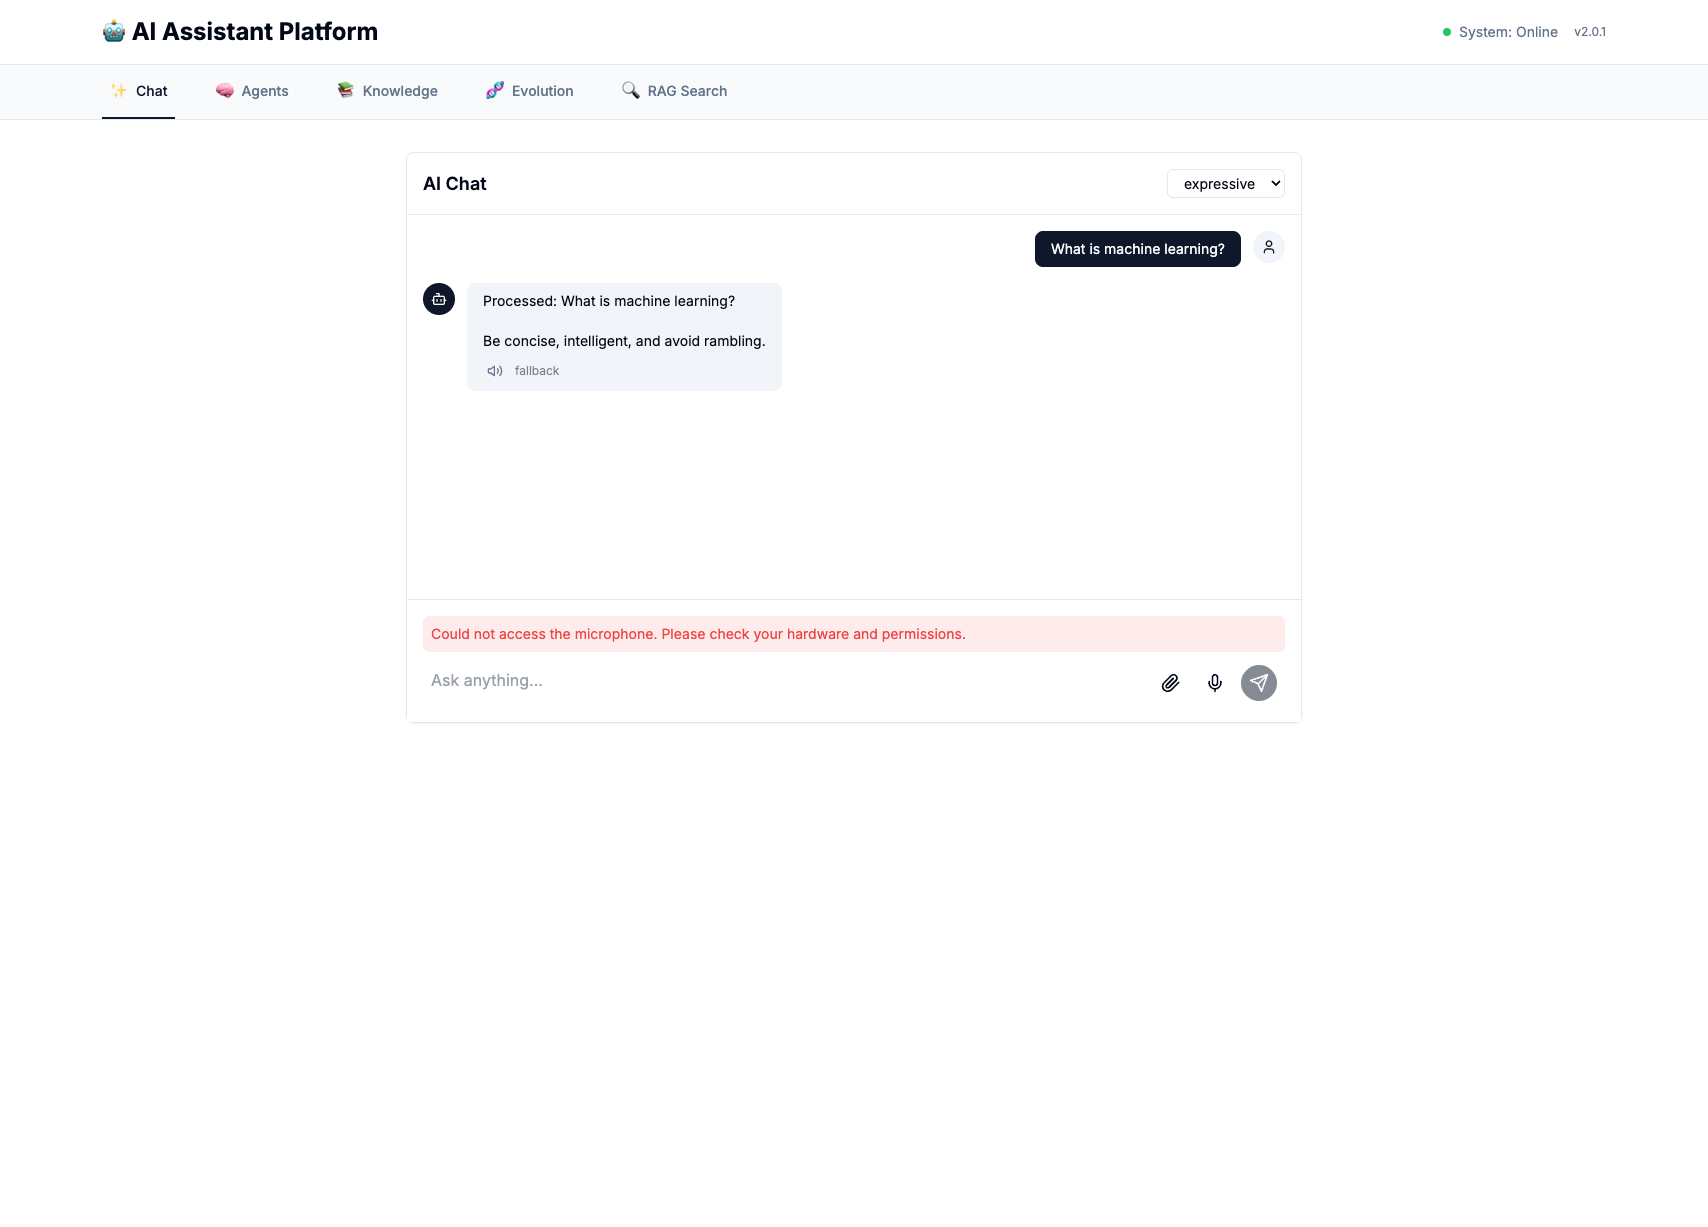 🤖 AI Assistant Platform
System: Online
v2.0.1
✨ Chat
🧠 Agents
📚 Knowledge
🧬 Evolution
🔍 RAG Search
AI Chat
expressive
What is machine learning?
Processed: What is machine learning?
Be concise, intelligent, and avoid rambling.
fallback
Could not access the microphone. Please check your hardware and permissions.
Ask anything...